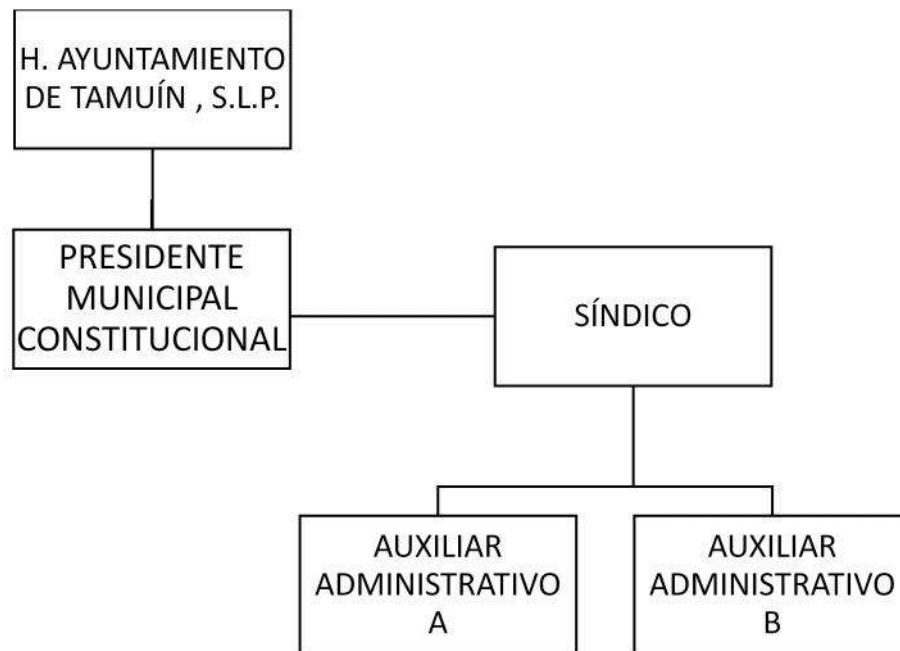 H. AYUNTAMIENTO
DE TAMUÍN , S.L.P.
PRESIDENTE
MUNICIPAL
CONSTITUCIONAL
SÍNDICO
AUXILIAR
ADMINISTRATIVO
A
AUXILIAR
ADMINISTRATIVO
B